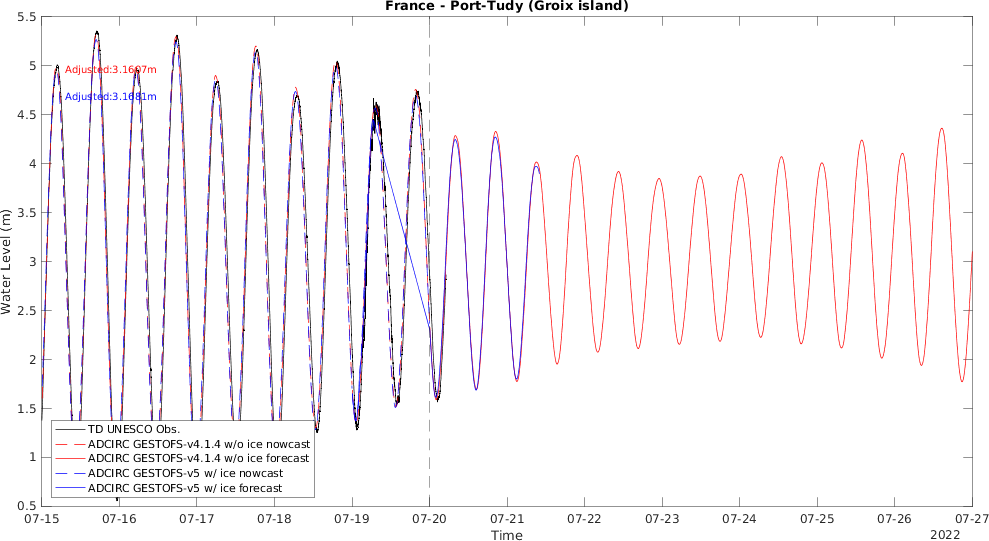 France - Port-Tudy (Groix island)
5.5
5
4.5
4
3.5
3
2.5
2
1.5
1
0.5
Water Level (m)
Adjusted:3.1607m
Adjusted:3.1681m
TD UNESCO Obs.
ADCIRC GESTOFS-v4.1.4 w/o ice nowcast
ADCIRC GESTOFS-v4.1.4 w/o ice forecast
ADCIRC GESTOFS-v5 w/ ice nowcast
ADCIRC GESTOFS-v5 w/ ice forecast
07-15 07-16 07-17 07-18 07-19 07-20 07-21 07-22 07-23 07-24 07-25 07-26 07-27
Time
2022